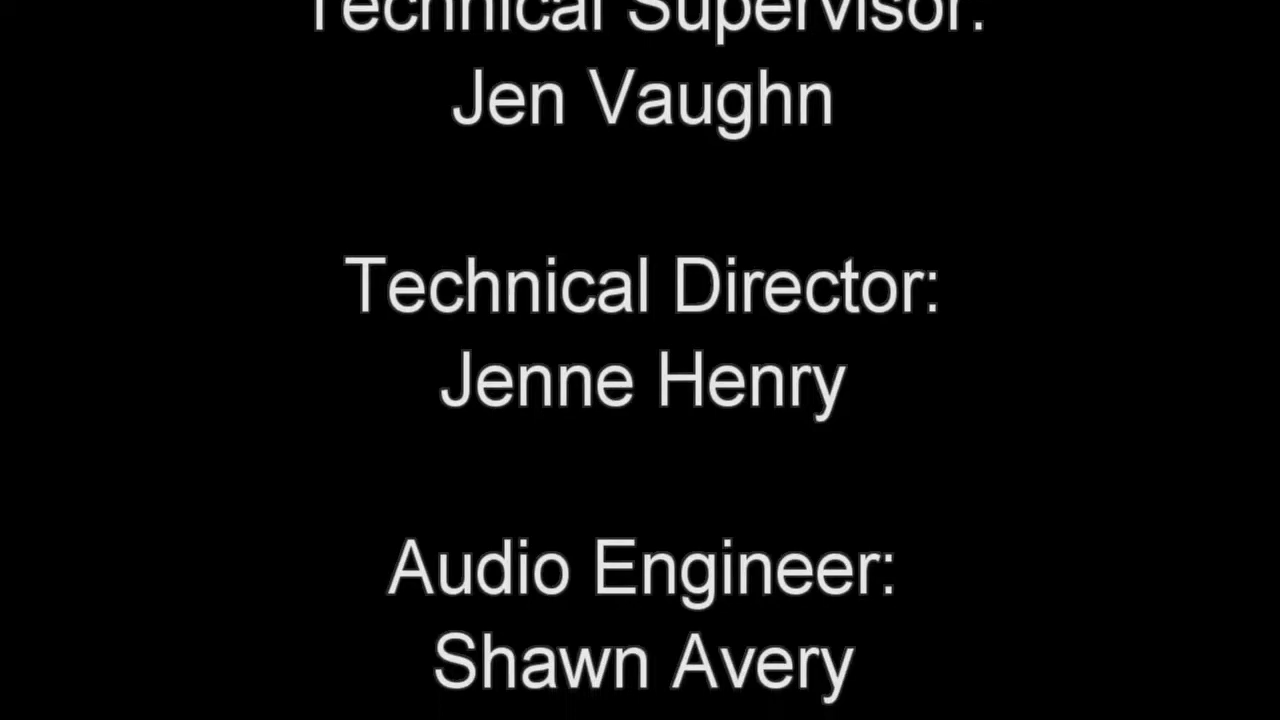 Technical Supervisor:
Jen Vaughn
Technical Director:
Jenne Henry
Audio Engineer:
Shawn Avery